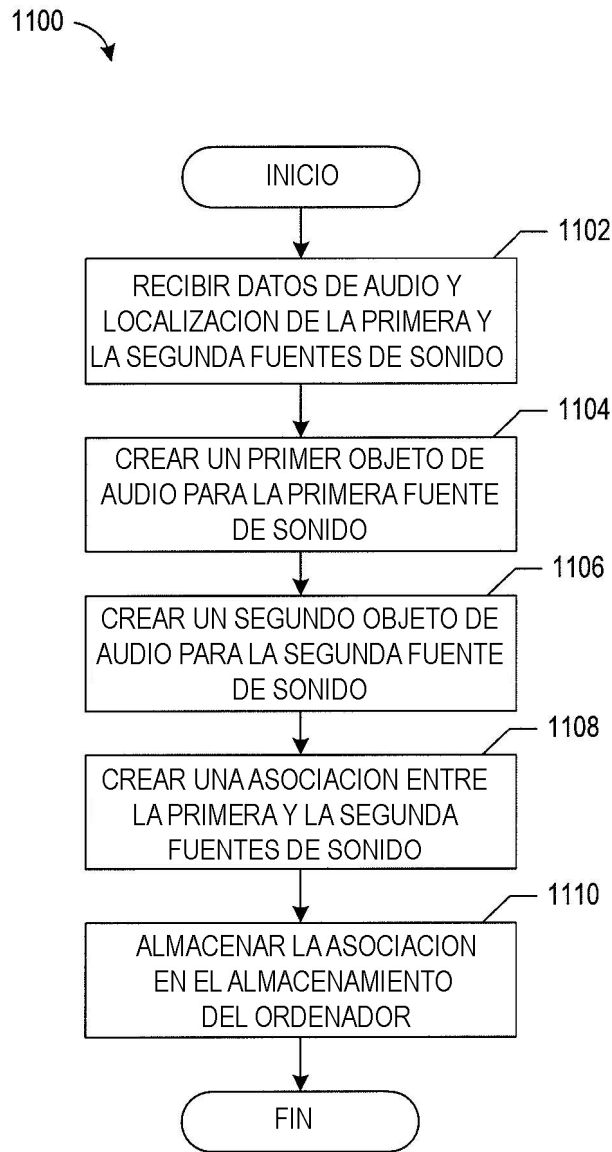 1100
INICIO
1102
RECIBIR DATOS DE AUDIO Y
LOCALIZACION DE LA PRIMERA Y
LA SEGUNDA FUENTES DE SONIDO
1104
CREAR UN PRIMER OBJETO DE
AUDIO PARA LA PRIMERA FUENTE
DE SONIDO
1106
CREAR UN SEGUNDO OBJETO DE
AUDIO PARA LA SEGUNDA FUENTE
DE SONIDO
1108
CREAR UNA ASOCIACION ENTRE
LA PRIMERA Y LA SEGUNDA
FUENTES DE SONIDO
1110
ALMACENAR LA ASOCIACION
EN EL ALMACENAMIENTO
DEL ORDENADOR
FIN